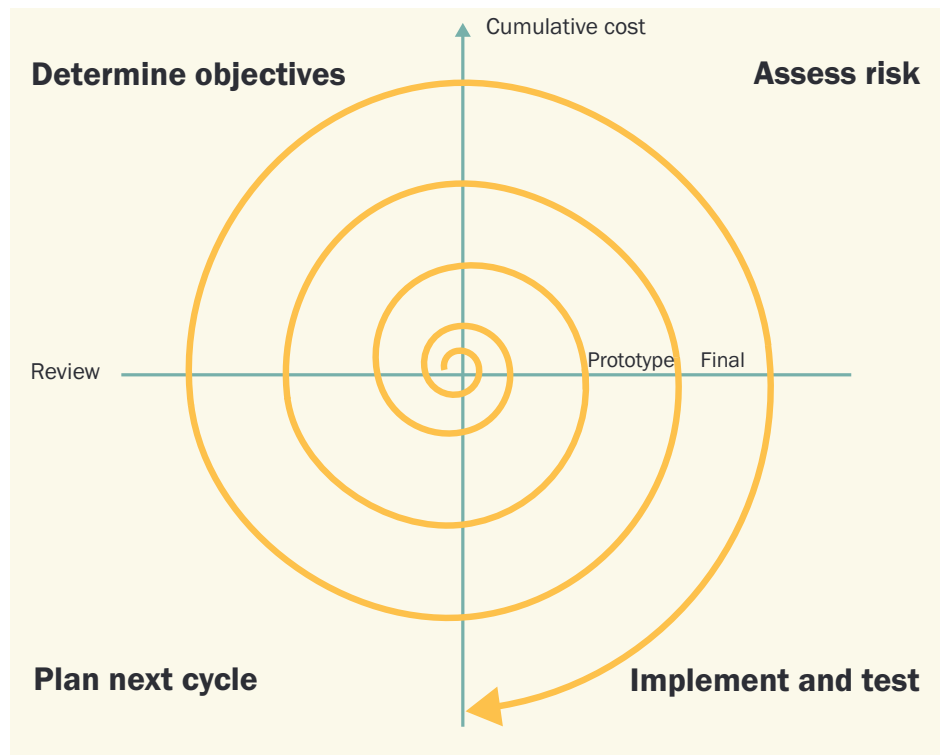 Cumulative cost
Determine objectives
Assess risk
Review
Prototype
Final
Plan next cycle
Implement and test